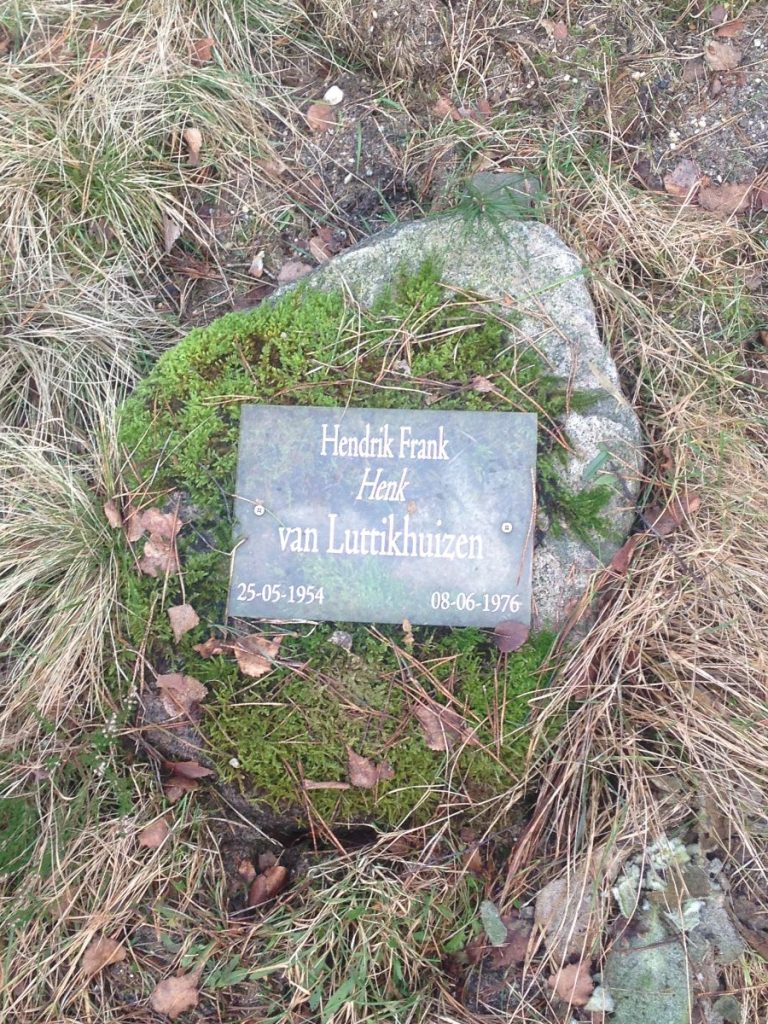 Hendrik Frank
Henk
van Luttikhuizen
25-05-1954 08-06-1976